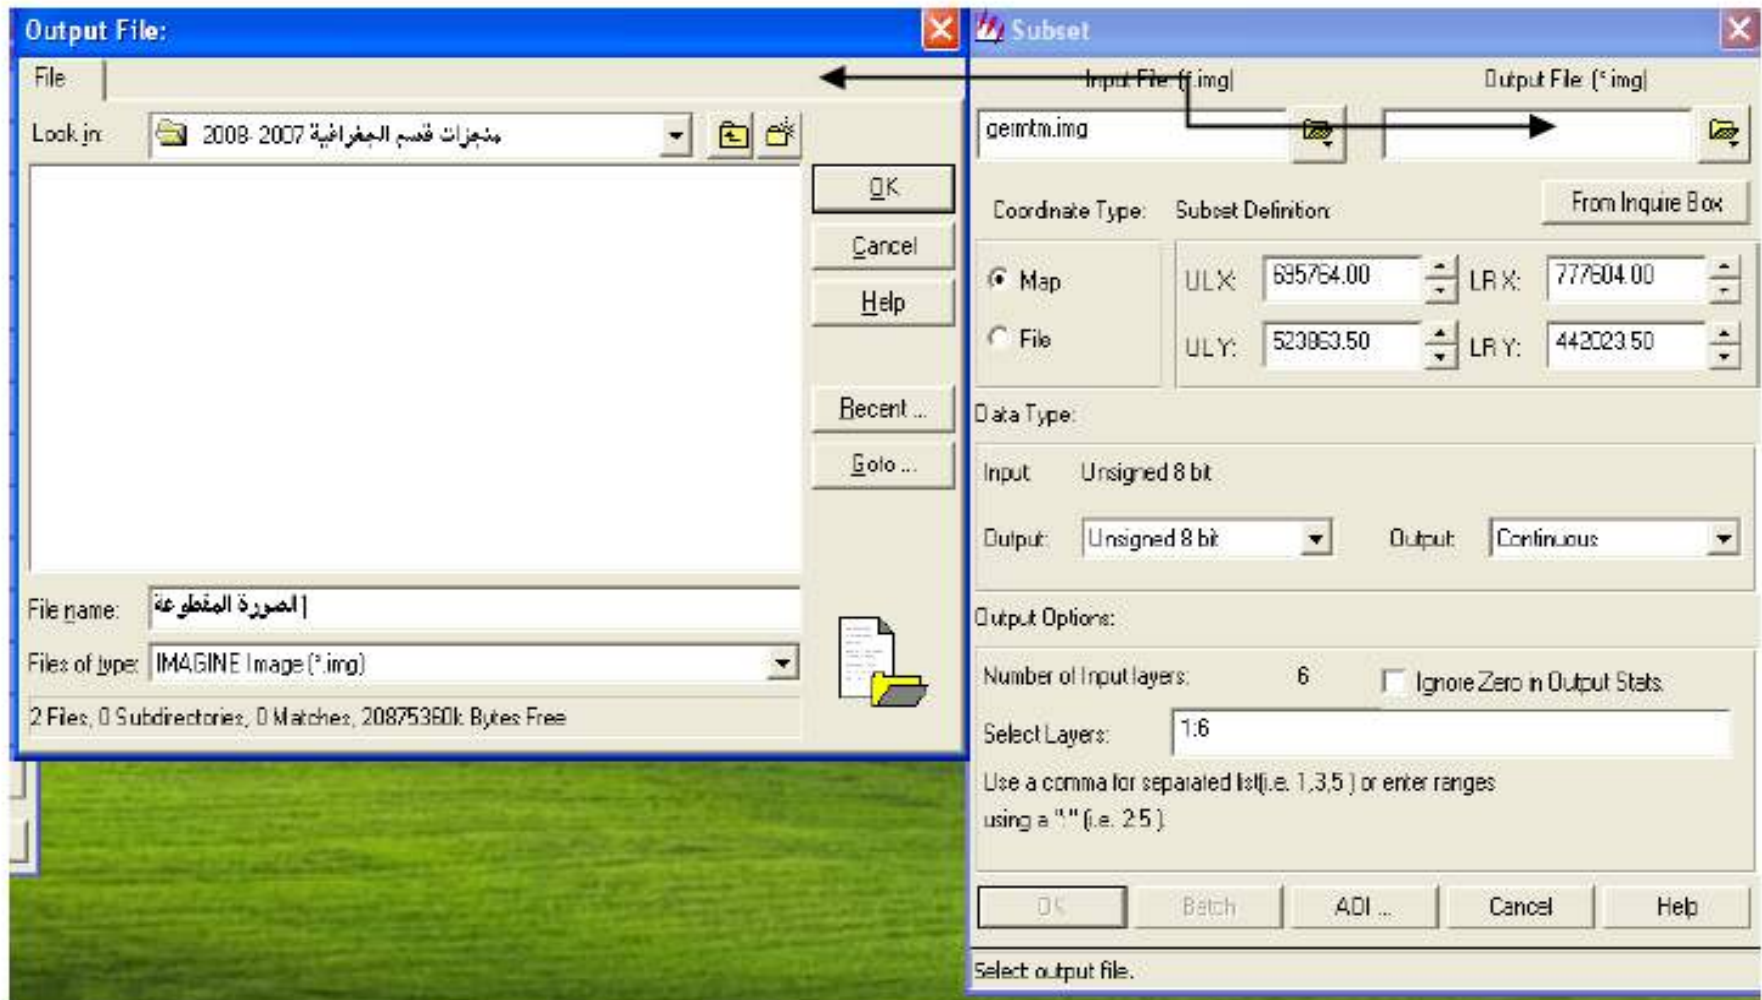 Output File:
File
Look in:
منجزات قسم الجغرافية 2007-2008
OK
Cancel
Help
Recent ...
Goto ...
File name:
الصورة المقطوعة
Files of type:
IMAGINE Image (*.img)
2 Files, 0 Subdirectories, 0 Matches, 20875360k Bytes Free
Subset
Input File: (*.img)
Output File: (*.img)
germtm.img
From Inquire Box
Coordinate Type:
Subset Definition:
Map
File
UL X:
695764.00
LR X:
777604.00
UL Y:
523863.50
LR Y:
442023.50
Data Type:
Input:
Unsigned 8 bit
Output:
Unsigned 8 bit
Output:
Continuous
Output Options:
Number of Input layers:
6
Ignore Zero in Output Stats.
Select Layers:
1:6
Use a comma for separated list(i.e. 1,3,5 ) or enter ranges
using a ":" (i.e. 2:5 ).
OK
Batch
AOI ...
Cancel
Help
Select output file.